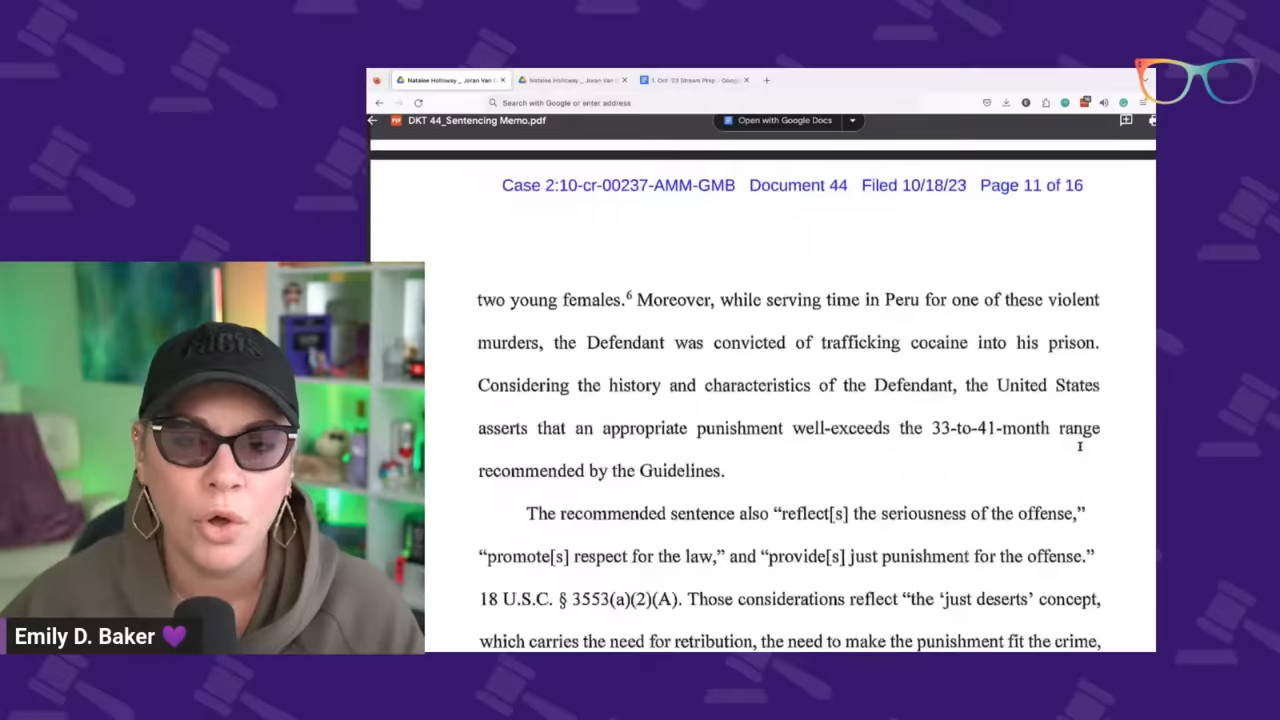 Natalee Holloway _ Joran Van D
Natalee Holloway _ Joran Van D
1. Oct '23 Stream Prep - Googl
Search with Google or enter address
DKT 44_Sentencing Memo.pdf
Open with Google Docs
Case 2:10-cr-00237-AMM-GMB Document 44 Filed 10/18/23 Page 11 of 16
two young females.6 Moreover, while serving time in Peru for one of these violent
murders, the Defendant was convicted of trafficking cocaine into his prison.
Considering the history and characteristics of the Defendant, the United States
asserts that an appropriate punishment well-exceeds the 33-to-41-month range
recommended by the Guidelines.
The recommended sentence also “reflect[s] the seriousness of the offense,”
“promote[s] respect for the law,” and “provide[s] just punishment for the offense.”
18 U.S.C. § 3553(a)(2)(A). Those considerations reflect “the ‘just deserts’ concept,
which carries the need for retribution, the need to make the punishment fit the crime,
FACTS
Emily D. Baker 💜